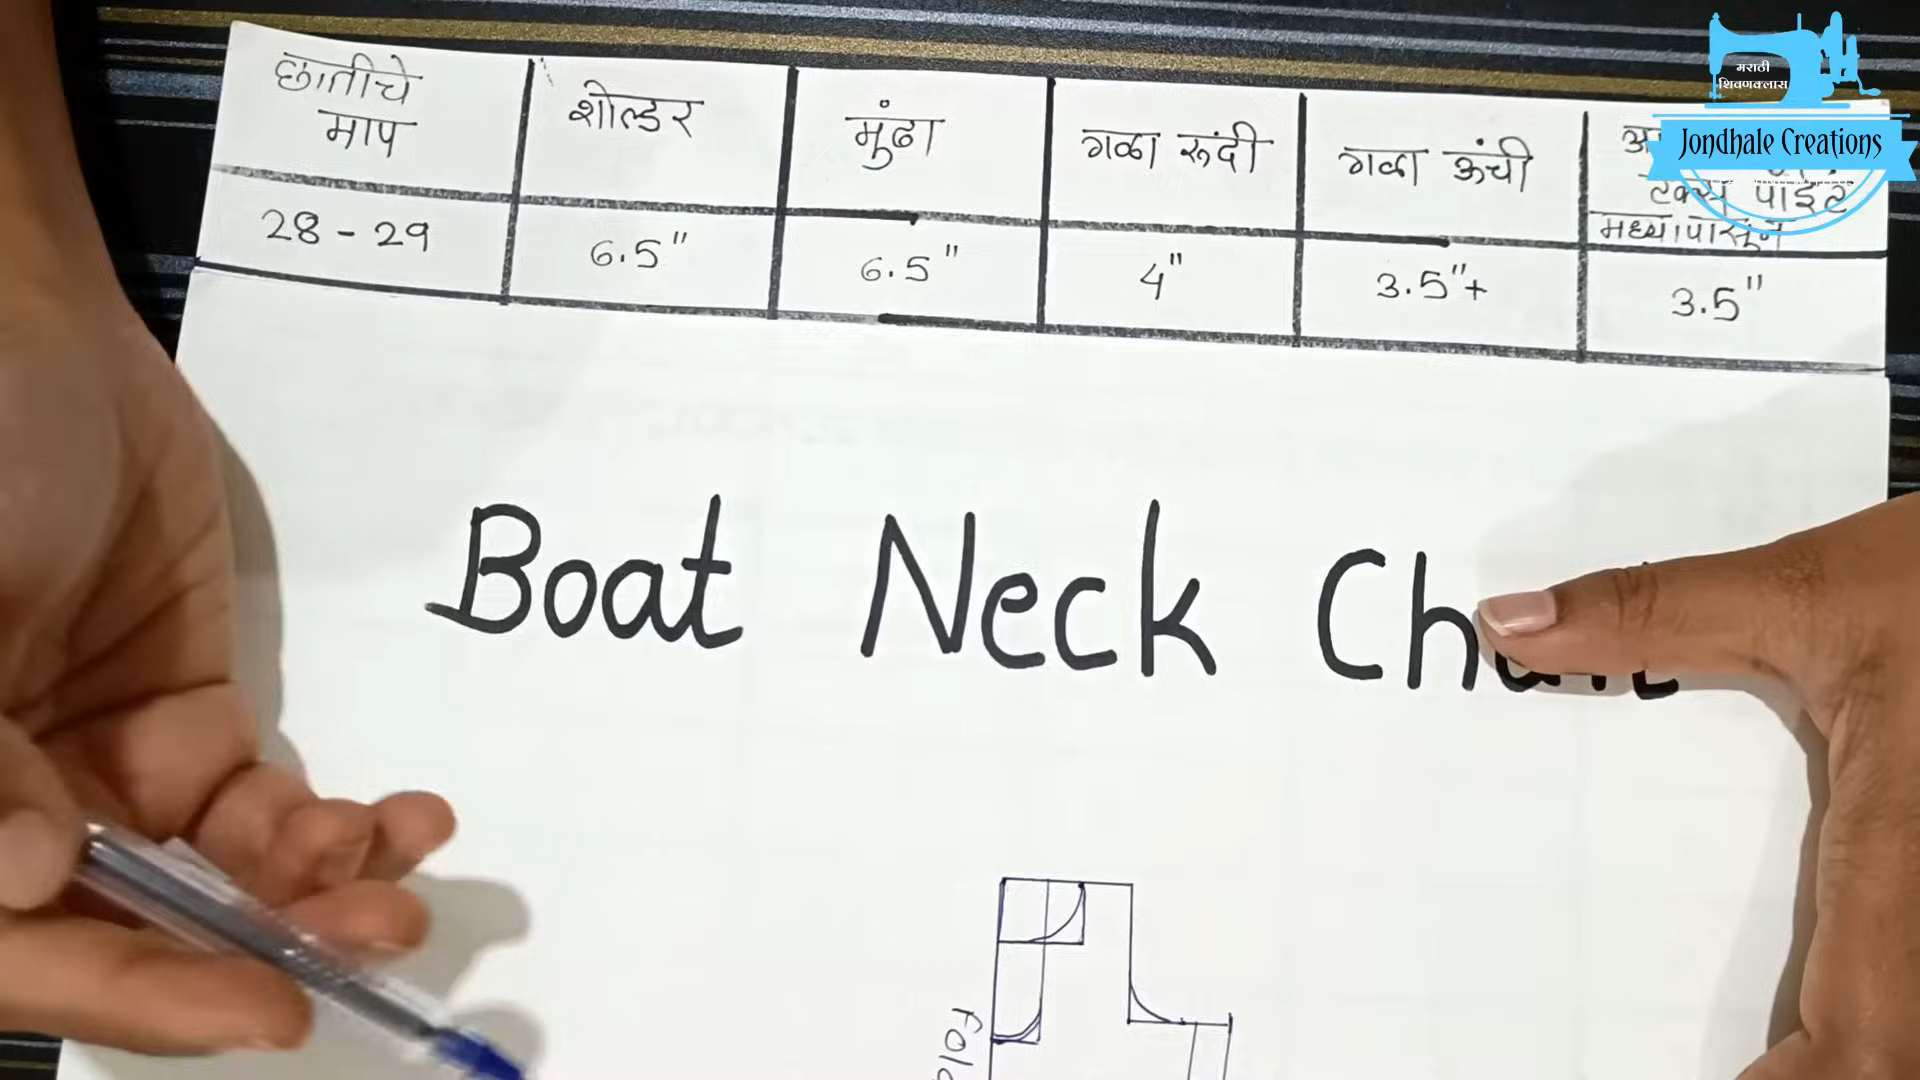 मराठी
शिवणक्लास
Jondhale Creations
छातीचे
माप
शोल्डर
मुंढा
गळा रुंदी
गळा ऊंची
टक्स पॉइंट
मध्यापासून
28 - 29
6.5"
6.5"
4"
3.5"+
3.5"
Boat Neck